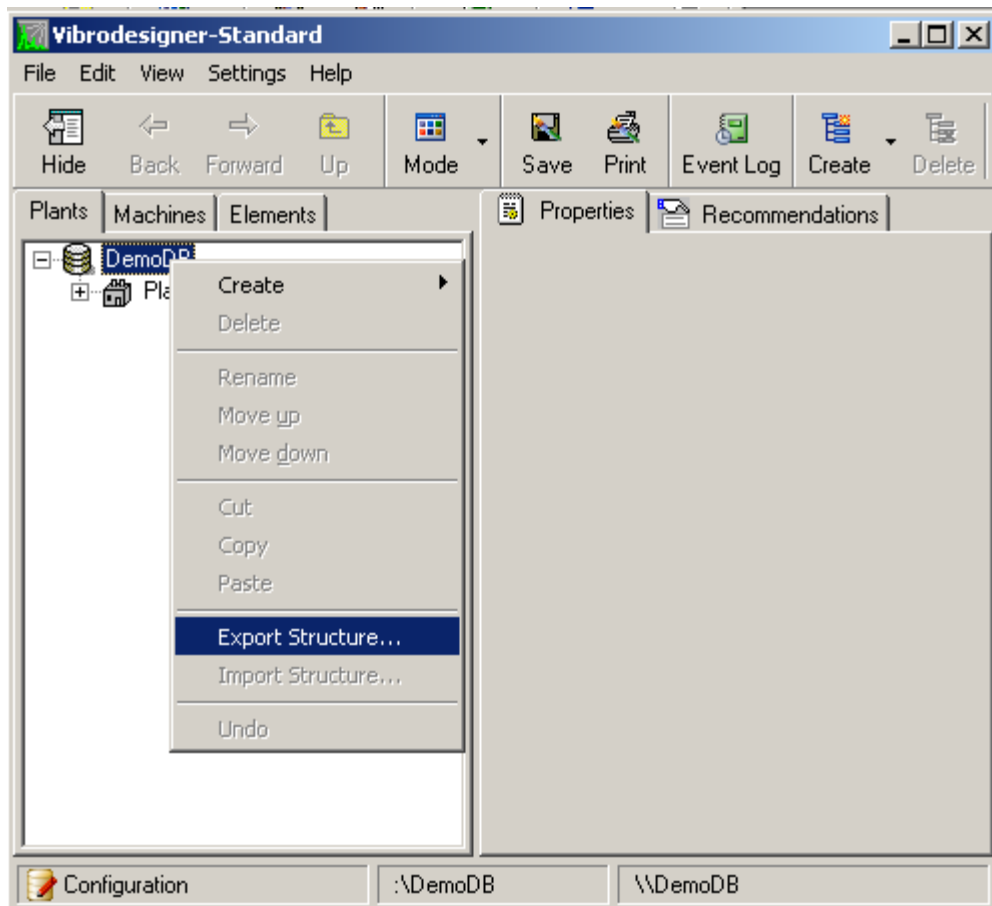 Vibrodesigner-Standard
File Edit View Settings Help
Hide Back Forward Up Mode Save Print Event Log Create Delete
Plants Machines Elements Properties Recommendations
DemoDB
Create
Delete
Rename
Move up
Move down
Cut
Copy
Paste
Export Structure...
Import Structure...
Undo
Configuration :\DemoDB \\DemoDB